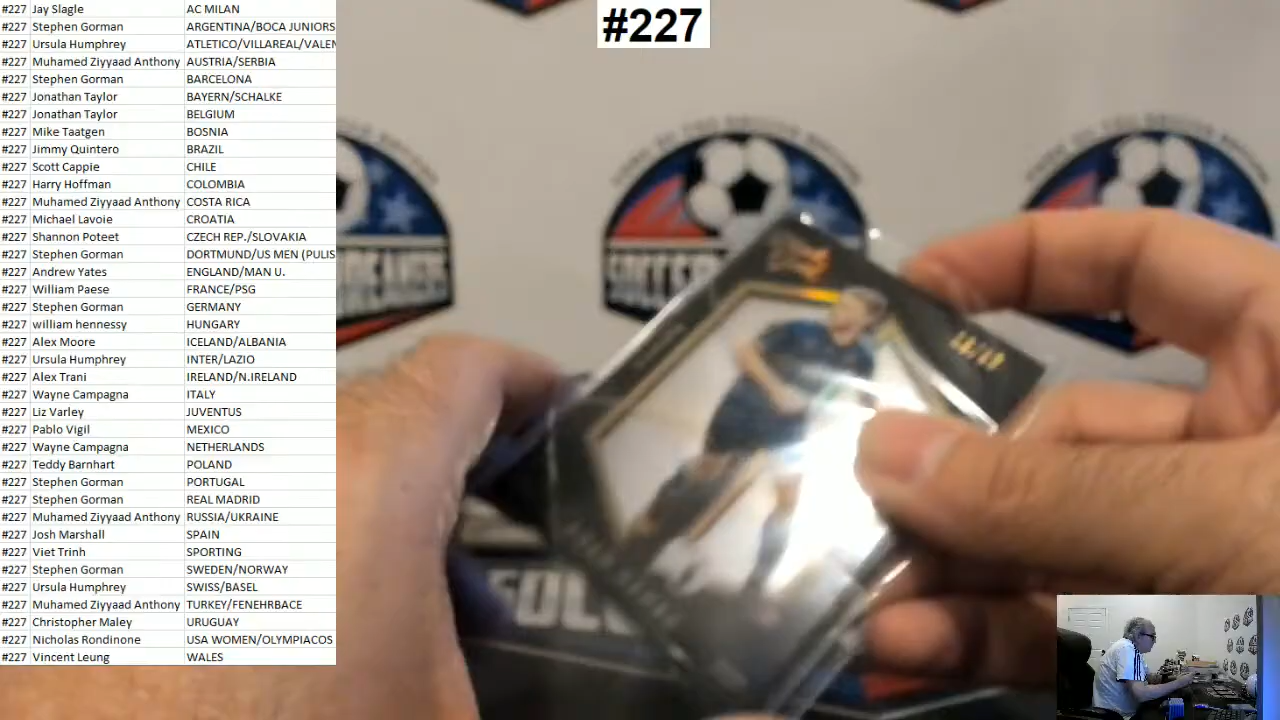 #227
#227 Jay Slagle AC MILAN
#227 Stephen Gorman ARGENTINA/BOCA JUNIORS
#227 Ursula Humphrey ATLETICO/VILLAREAL/VALEN
#227 Muhamed Ziyyaad Anthony AUSTRIA/SERBIA
#227 Stephen Gorman BARCELONA
#227 Jonathan Taylor BAYERN/SCHALKE
#227 Jonathan Taylor BELGIUM
#227 Mike Taatgen BOSNIA
#227 Jimmy Quintero BRAZIL
#227 Scott Cappie CHILE
#227 Harry Hoffman COLOMBIA
#227 Muhamed Ziyyaad Anthony COSTA RICA
#227 Michael Lavoie CROATIA
#227 Shannon Poteet CZECH REP./SLOVAKIA
#227 Stephen Gorman DORTMUND/US MEN (PULIS
#227 Andrew Yates ENGLAND/MAN U.
#227 William Paese FRANCE/PSG
#227 Stephen Gorman GERMANY
#227 william hennessy HUNGARY
#227 Alex Moore ICELAND/ALBANIA
#227 Ursula Humphrey INTER/LAZIO
#227 Alex Trani IRELAND/N.IRELAND
#227 Wayne Campagna ITALY
#227 Liz Varley JUVENTUS
#227 Pablo Vigil MEXICO
#227 Wayne Campagna NETHERLANDS
#227 Teddy Barnhart POLAND
#227 Stephen Gorman PORTUGAL
#227 Stephen Gorman REAL MADRID
#227 Muhamed Ziyyaad Anthony RUSSIA/UKRAINE
#227 Josh Marshall SPAIN
#227 Viet Trinh SPORTING
#227 Stephen Gorman SWEDEN/NORWAY
#227 Ursula Humphrey SWISS/BASEL
#227 Muhamed Ziyyaad Anthony TURKEY/FENEHRBACE
#227 Christopher Maley URUGUAY
#227 Nicholas Rondinone USA WOMEN/OLYMPIACOS
#227 Vincent Leung WALES